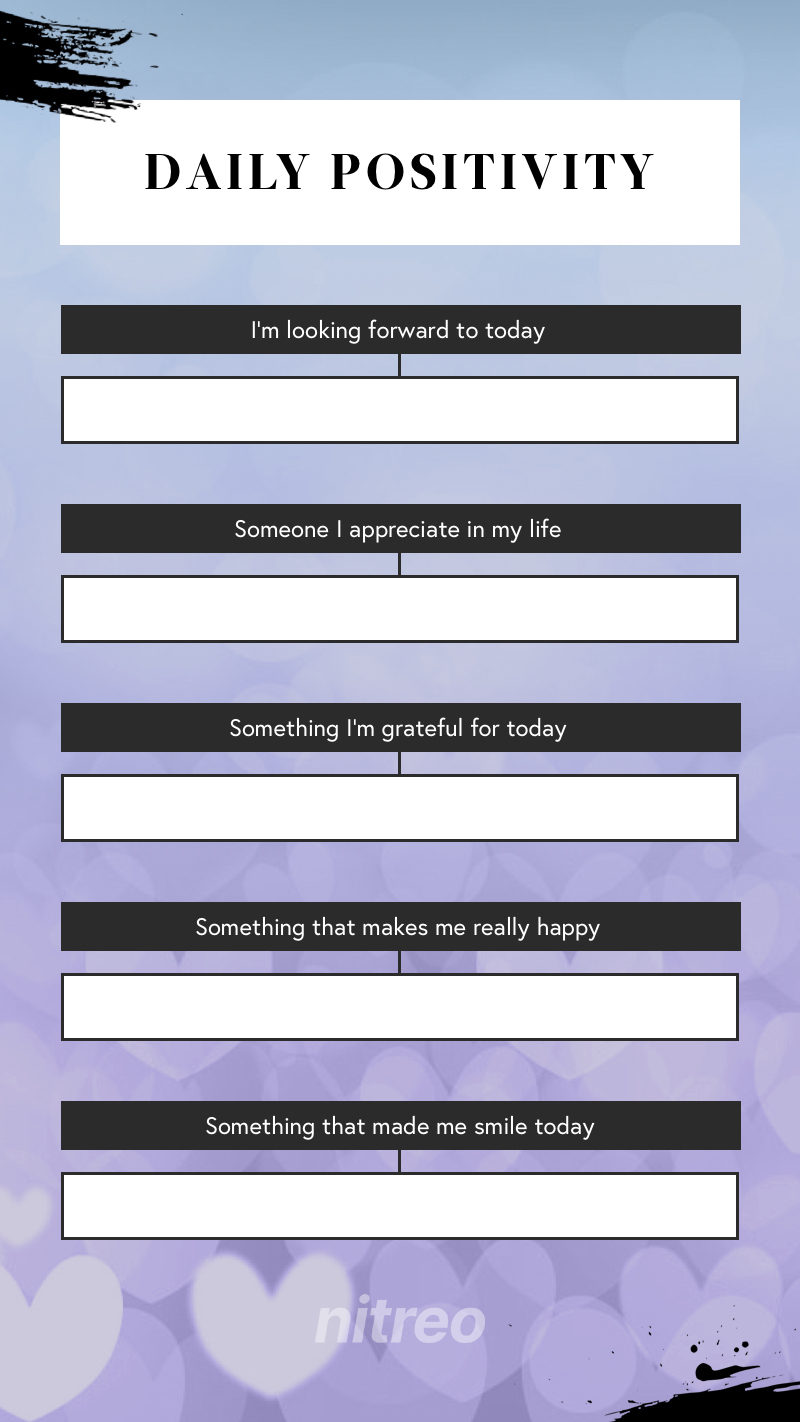 DAILY POSITIVITY
I'm looking forward to today
Someone I appreciate in my life
Something I'm grateful for today
Something that makes me really happy
Something that made me smile today
nitreo